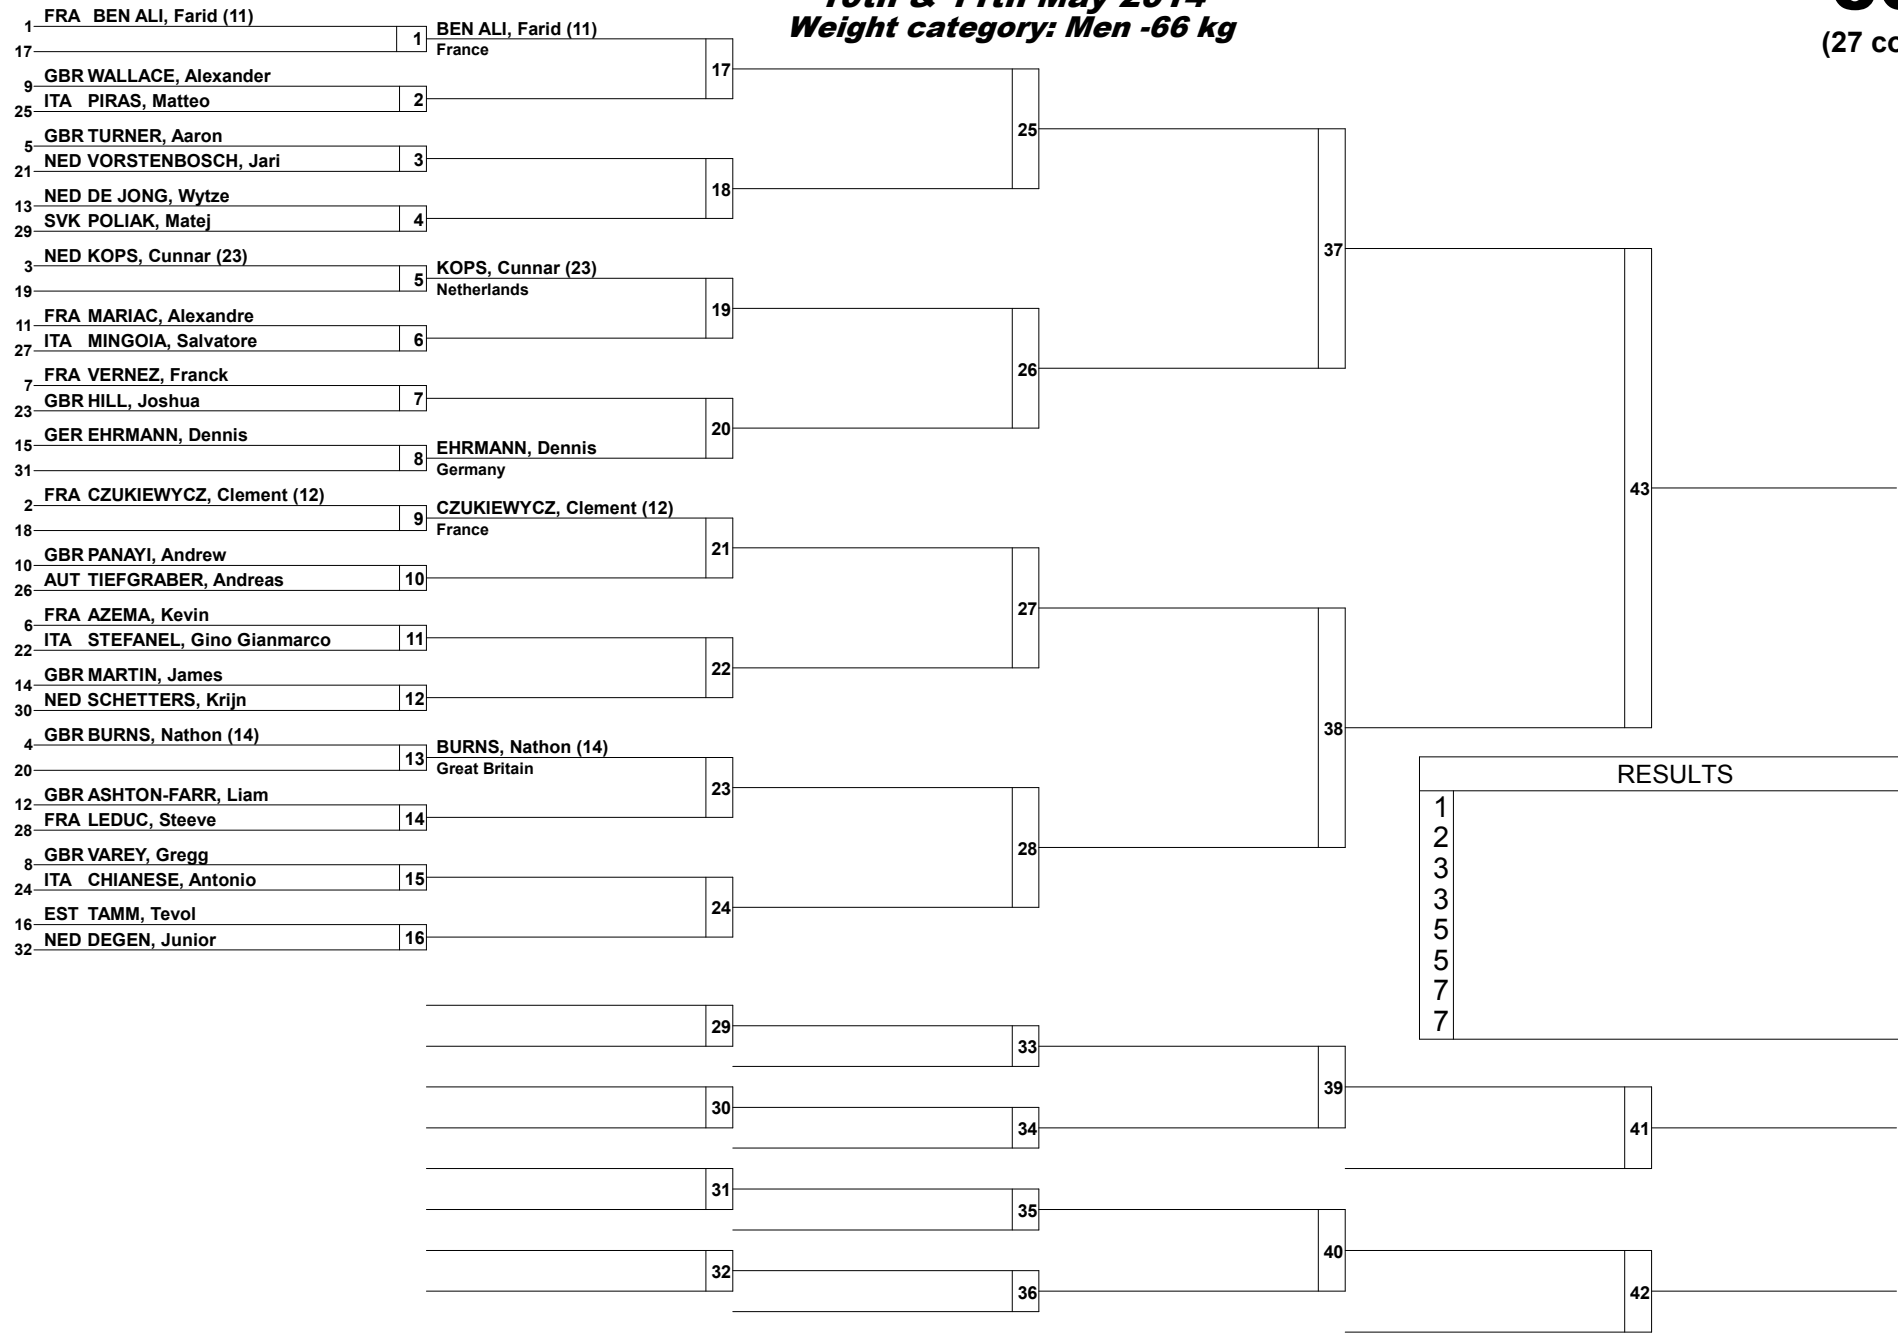 Weight category: Men -66 kg
(27
1 FRA BEN ALI, Farid (11)
17
1 BEN ALI, Farid (11)
France
9 GBR WALLACE, Alexander
25 ITA PIRAS, Matteo
2
17
5 GBR TURNER, Aaron
21 NED VORSTENBOSCH, Jari
3
25
13 NED DE JONG, Wytze
29 SVK POLIAK, Matej
4
18
3 NED KOPS, Cunnar (23)
19
5 KOPS, Cunnar (23)
Netherlands
37
11 FRA MARIAC, Alexandre
27 ITA MINGOIA, Salvatore
6
19
7 FRA VERNEZ, Franck
23 GBR HILL, Joshua
7
26
15 GER EHRMANN, Dennis
31
8 EHRMANN, Dennis
Germany
20
2 FRA CZUKIEWYCZ, Clement (12)
18
9 CZUKIEWYCZ, Clement (12)
France
43
10 GBR PANAYI, Andrew
26 AUT TIEFGRABER, Andreas
10
21
6 FRA AZEMA, Kevin
22 ITA STEFANEL, Gino Gianmarco
11
27
14 GBR MARTIN, James
30 NED SCHETTERS, Krijn
12
22
4 GBR BURNS, Nathon (14)
20
13 BURNS, Nathon (14)
Great Britain
38
12 GBR ASHTON-FARR, Liam
28 FRA LEDUC, Steeve
14
23
8 GBR VAREY, Gregg
24 ITA CHIANESE, Antonio
15
28
16 EST TAMM, Tevol
32 NED DEGEN, Junior
16
24
RESULTS
1
2
3
3
5
5
7
7
29
33
39
30
34
41
31
35
40
32
36
42